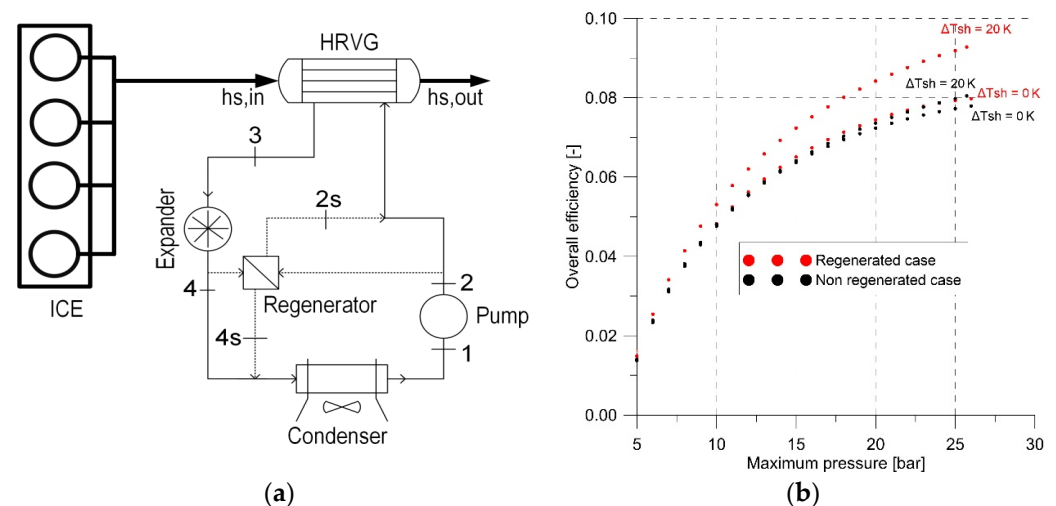 HRVG
hs,in
hs,out
3
2s
Expander
4
Regenerator
2
ICE
4s
Pump
1
Condenser
(a)
0.10
0.08
0.06
0.04
0.02
0.00
Overall efficiency [-]
ΔTsh = 20 K
ΔTsh = 20 K
ΔTsh = 0 K
ΔTsh = 0 K
Regenerated case
Non regenerated case
5 10 15 20 25 30
Maximum pressure [bar]
(b)